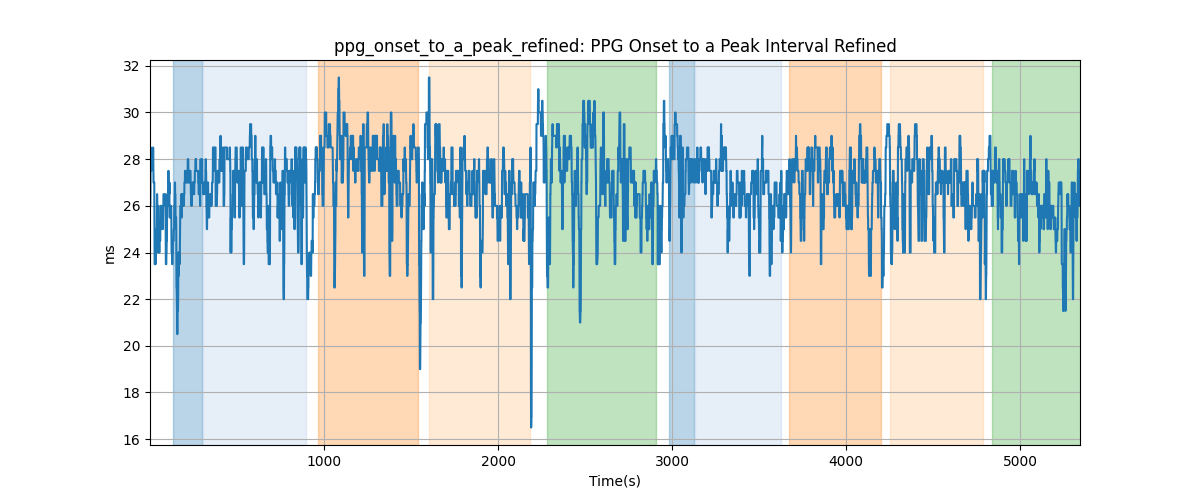 ppg_onset_to_a_peak_refined: PPG Onset to a Peak Interval Refined
32
30
28
26
24
22
20
18
16
ms
1000 2000 3000 4000 5000
Time(s)